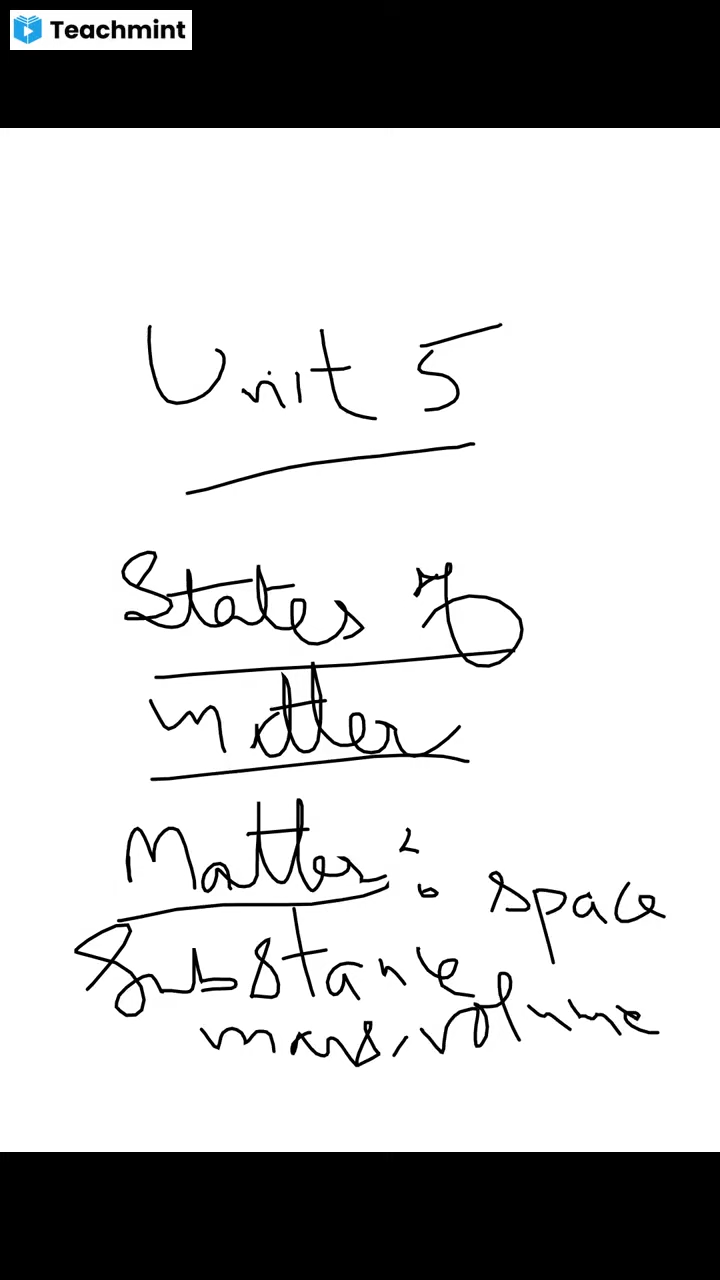 Teachmint
Unit 5
States of
matter
Matter : space
Substance
mass, volume